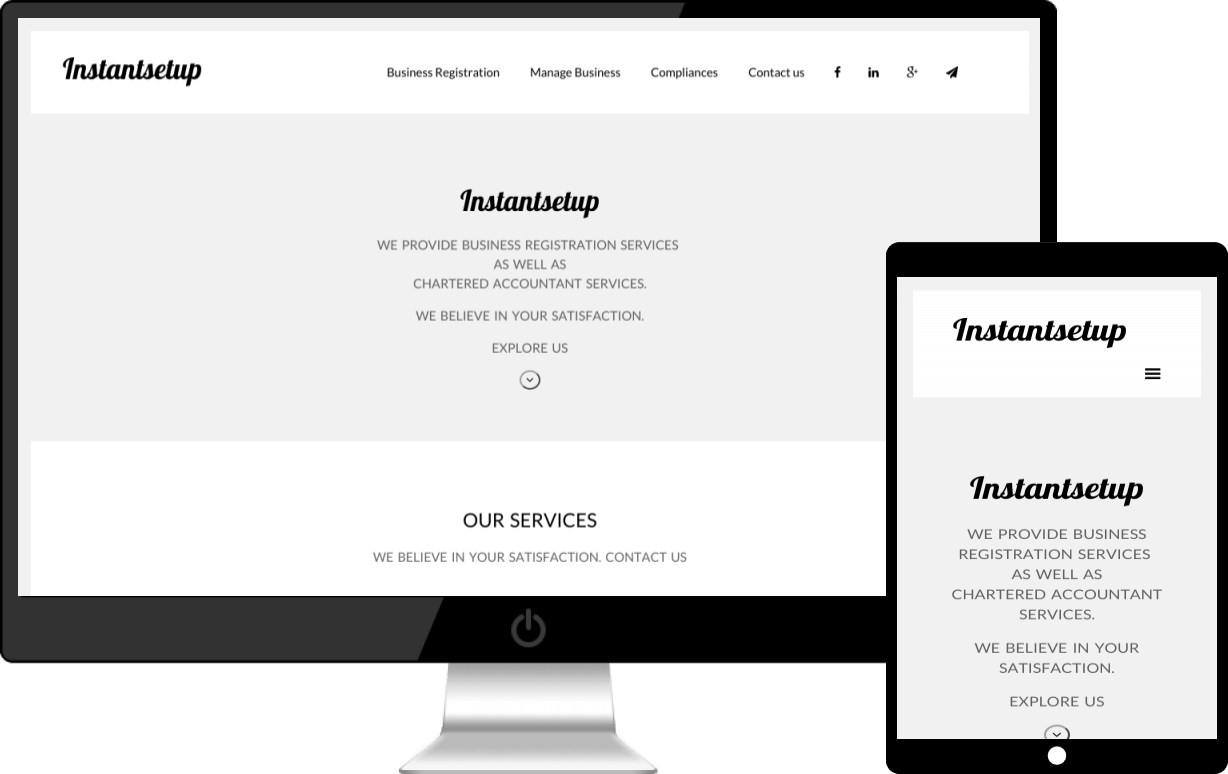 Instantsetup
Business Registration Manage Business Compliances Contact us
Instantsetup
WE PROVIDE BUSINESS REGISTRATION SERVICES
AS WELL AS
CHARTERED ACCOUNTANT SERVICES.
WE BELIEVE IN YOUR SATISFACTION.
EXPLORE US
OUR SERVICES
WE BELIEVE IN YOUR SATISFACTION. CONTACT US
Instantsetup
Instantsetup
WE PROVIDE BUSINESS
REGISTRATION SERVICES
AS WELL AS
CHARTERED ACCOUNTANT
SERVICES.
WE BELIEVE IN YOUR
SATISFACTION.
EXPLORE US